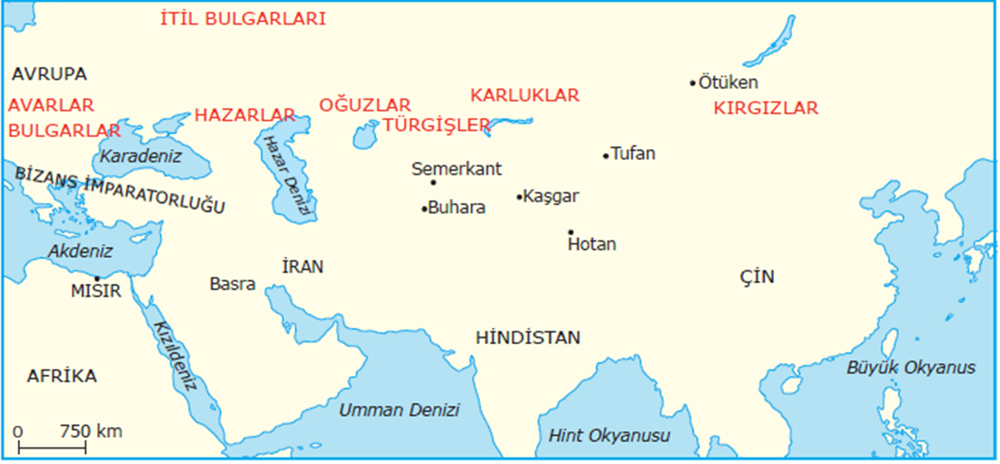 İTİL BULGARLARI
AVRUPA
Ötüken
AVARLAR
KARLUKLAR
OĞUZLAR
KIRGIZLAR
HAZARLAR
BULGARLAR
TÜRGİŞLER
Karadeniz
Hazar Denizi
Tufan
Semerkant
BİZANS İMPARATORLUĞU
Kaşgar
Buhara
Hotan
Akdeniz
İRAN
ÇİN
MISIR
Basra
HİNDİSTAN
Kızıldeniz
AFRİKA
Büyük Okyanus
Umman Denizi
Hint Okyanusu
0 750 km